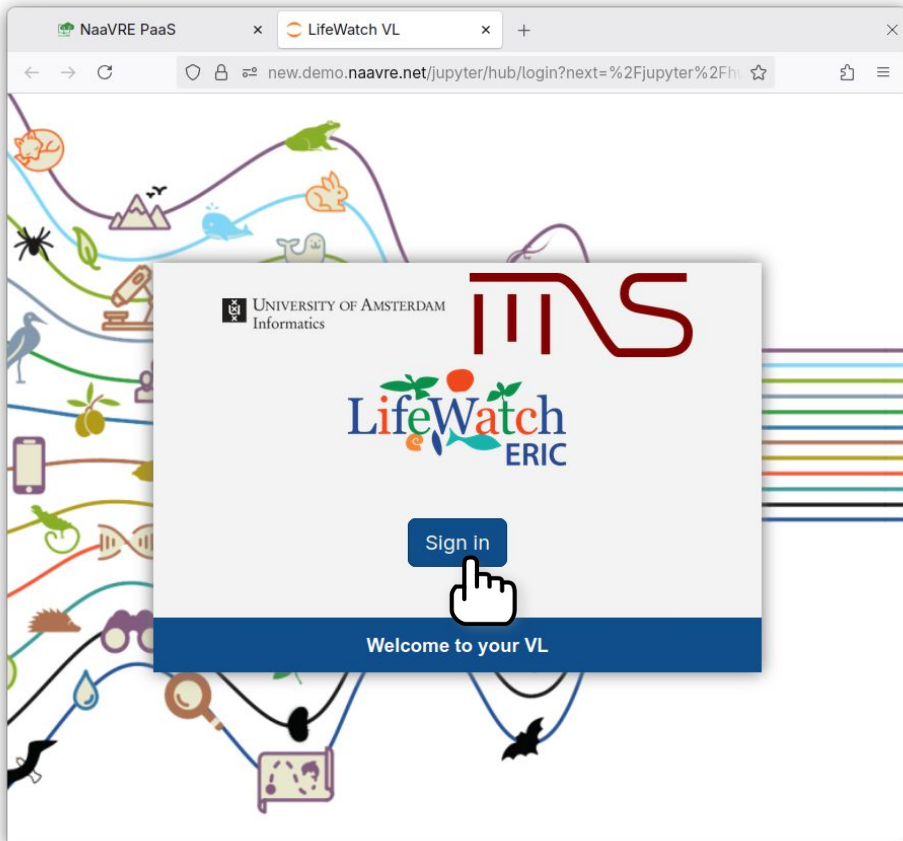 NaaVRE PaaS
LifeWatch VL
new.demo.naavre.net/jupyter/hub/login?next=%2Fjupyter%2Fh
UNIVERSITY OF AMSTERDAM
Informatics
LifeWatch
ERIC
Sign in
Welcome to your VL